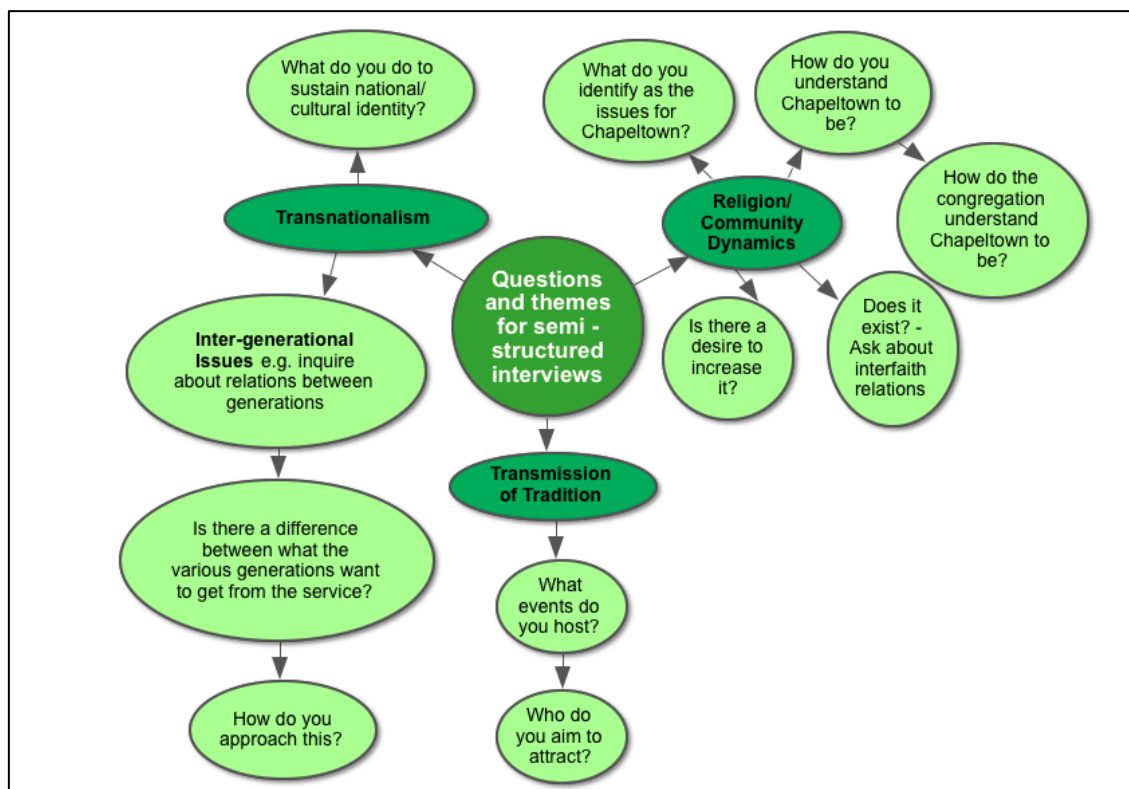 What do you do to
sustain national/
cultural identity?
What do you
identify as the
issues for
Chapeltown?
How do you
understand
Chapeltown to
be?
How do the
congregation
understand
Chapeltown to
be?
Transnationalism
Religion/
Community
Dynamics
Questions
and themes
for semi -
structured
interviews
Is there a
desire to
increase
it?
Does it
exist? -
Ask about
interfaith
relations
Inter-generational
Issues e.g. inquire
about relations between
generations
Transmission
of Tradition
Is there a difference
between what the
various generations want
to get from the service?
What
events do
you host?
How do you
approach this?
Who do
you aim to
attract?